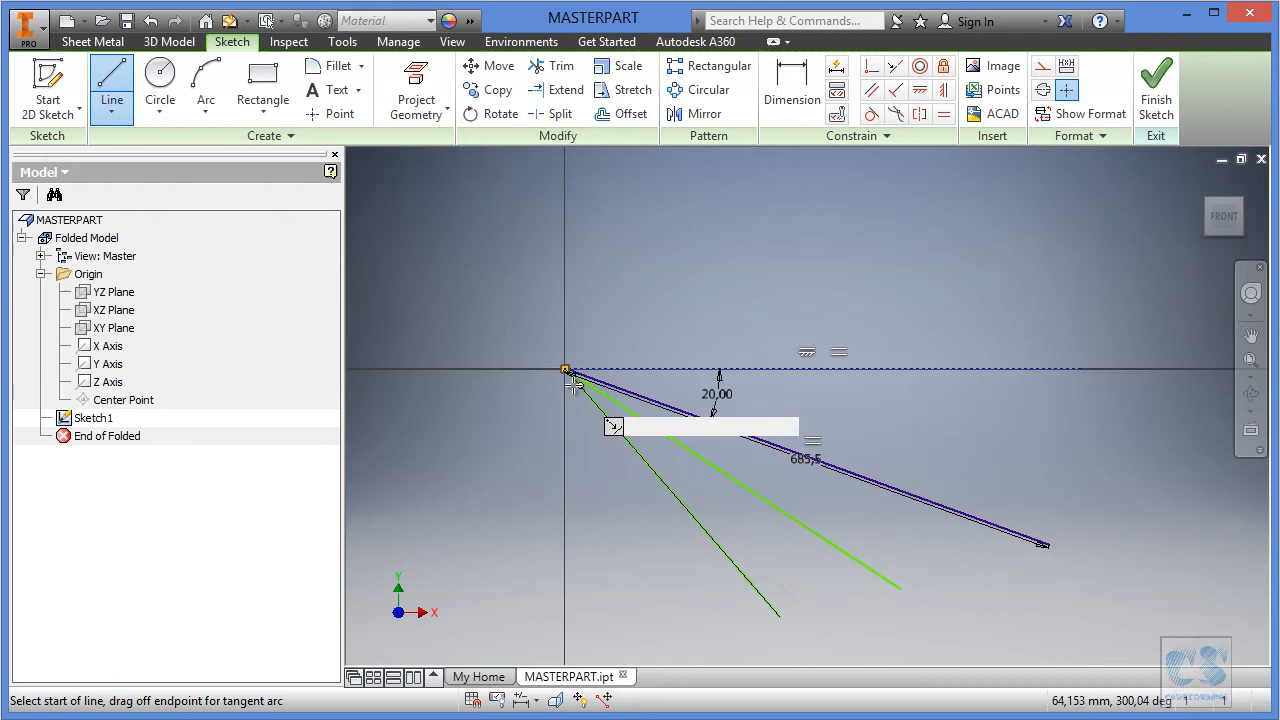 MASTERPART
Material
Search Help & Commands...
Sign In
PRO
Sheet Metal
3D Model
Sketch
Inspect
Tools
Manage
View
Environments
Get Started
Autodesk A360
Start
2D Sketch
Line
Circle
Arc
Rectangle
Fillet
Text
Point
Project
Geometry
Move
Copy
Rotate
Trim
Extend
Split
Scale
Stretch
Offset
Rectangular
Circular
Mirror
Dimension
Image
Points
ACAD
Show Format
Finish
Sketch
Sketch
Create
Modify
Pattern
Constrain
Insert
Format
Exit
Model
MASTERPART
Folded Model
View: Master
Origin
YZ Plane
XZ Plane
XY Plane
X Axis
Y Axis
Z Axis
Center Point
Sketch1
End of Folded
FRONT
20,00
685,5
Y
X
My Home
MASTERPART.ipt
CS
Select start of line, drag off endpoint for tangent arc
64,153 mm, 300,04 deg
1
1